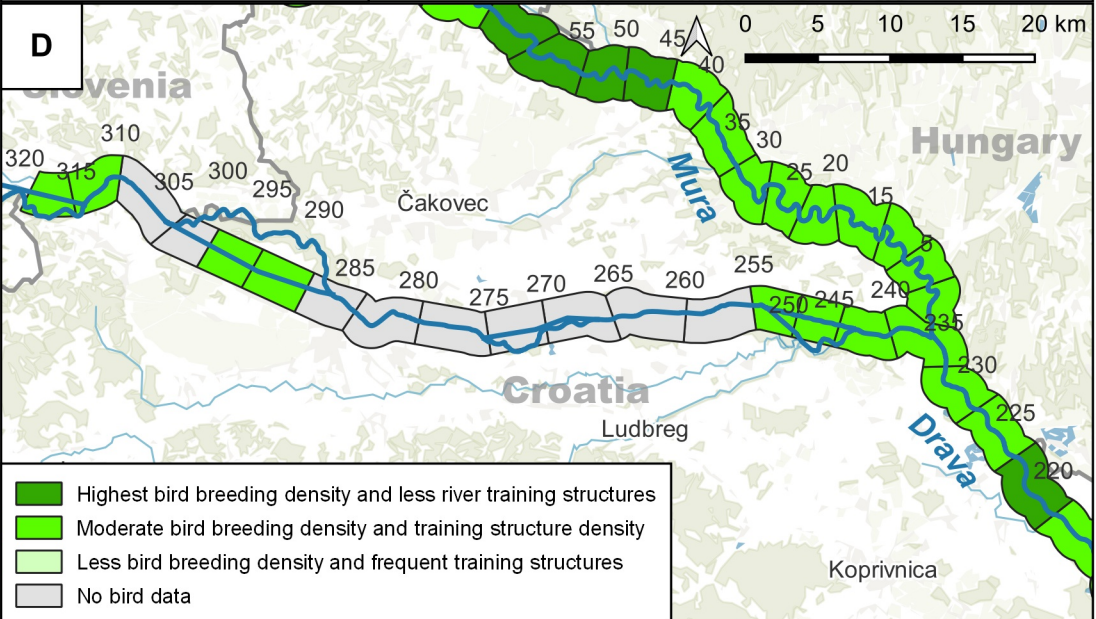 D
0 5 10 15 20 km
Slovenia
Hungary
Croatia
Čakovec
Ludbreg
Koprivnica
Mura
Drava
55
50
45
40
35
30
25
20
15
5
320
315
310
305
300
295
290
285
280
275
270
265
260
255
250
245
240
235
230
225
220
Highest bird breeding density and less river training structures
Moderate bird breeding density and training structure density
Less bird breeding density and frequent training structures
No bird data